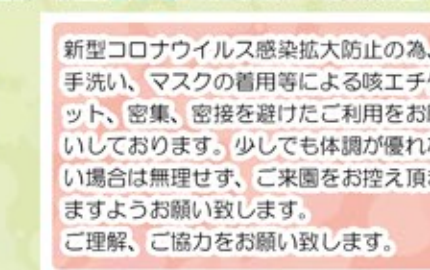 新型コロナウイルス感染拡大防止の為、
手洗い、マスクの着用等による咳エチ
ット、密集、密接を避けたご利用をお
いしております。少しでも体調が優れ
い場合は無理せず、ご来園をお控え頂
ますようお願い致します。
ご理解、ご協力をお願い致します。